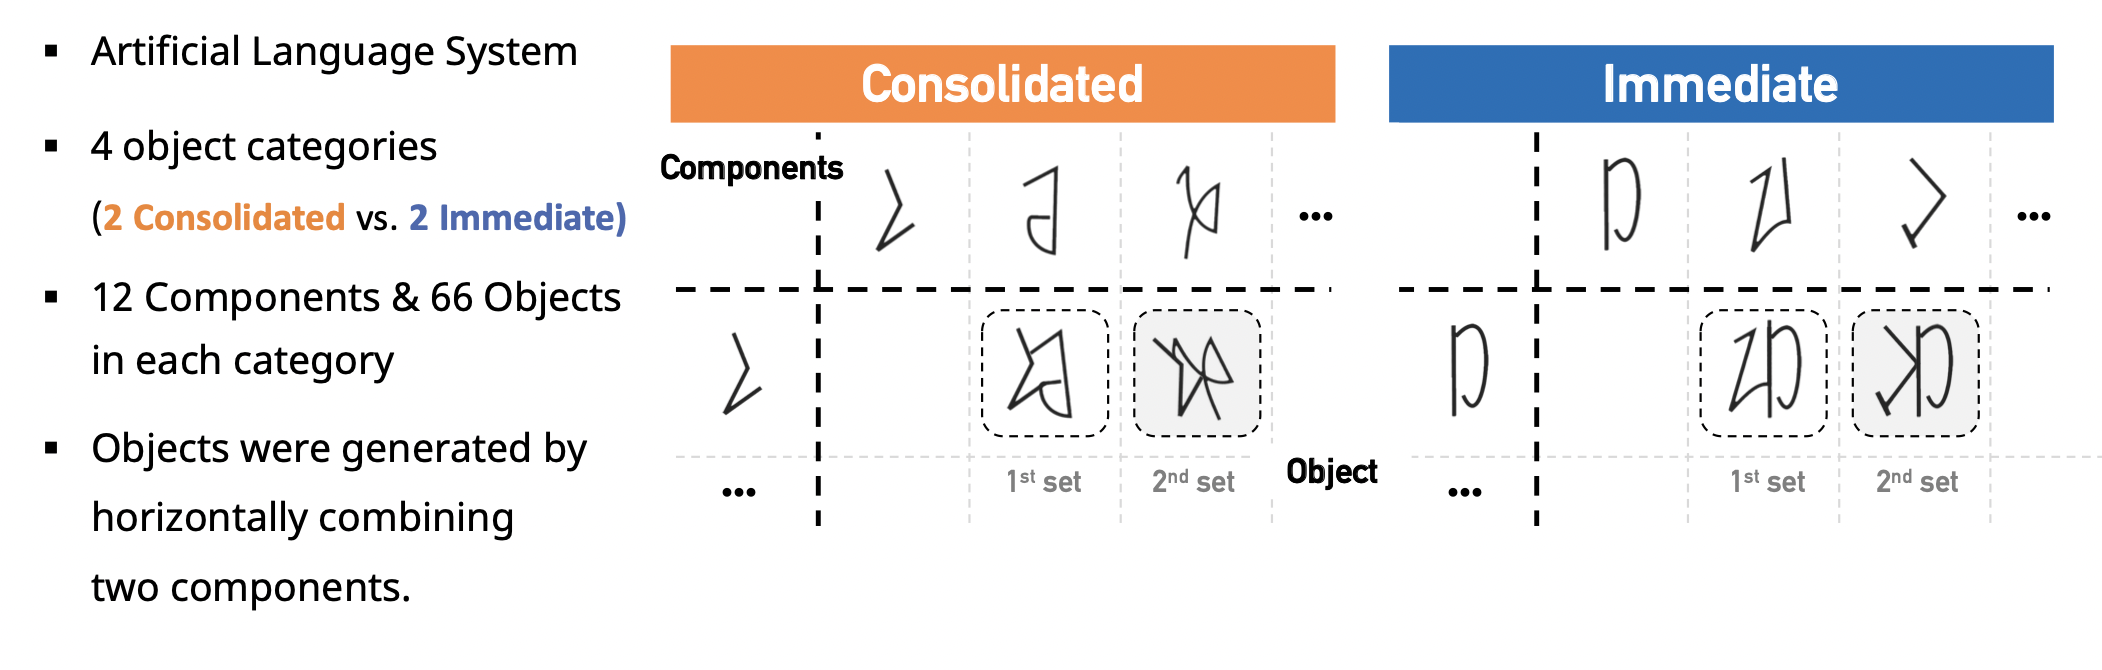 ▪ Artificial Language System
▪ 4 object categories
(2 Consolidated vs. 2 Immediate)
▪ 12 Components & 66 Objects
in each category
▪ Objects were generated by
horizontally combining
two components.
Consolidated
Components
...
1st set
2nd set
...
Object
Immediate
...
1st set
2nd set
...